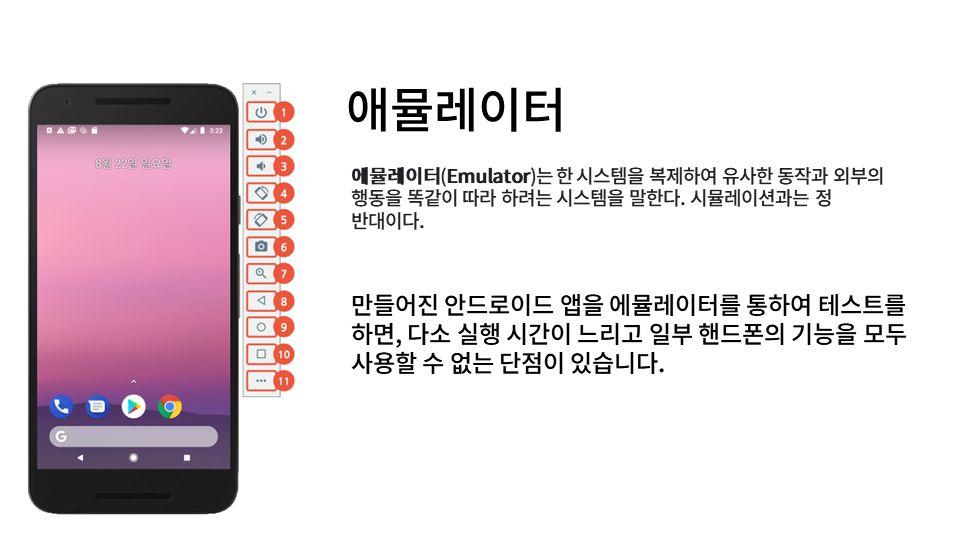 애뮬레이터
에뮬레이터(Emulator)는 한 시스템을 복제하여 유사한 동작과 외부의
행동을 똑같이 따라 하려는 시스템을 말한다. 시뮬레이션과는 정
반대이다.
만들어진 안드로이드 앱을 에뮬레이터를 통하여 테스트를
하면, 다소 실행 시간이 느리고 일부 핸드폰의 기능을 모두
사용할 수 없는 단점이 있습니다.
3:23
8월 22일 일요일
G
1
2
3
4
5
6
7
8
9
10
11